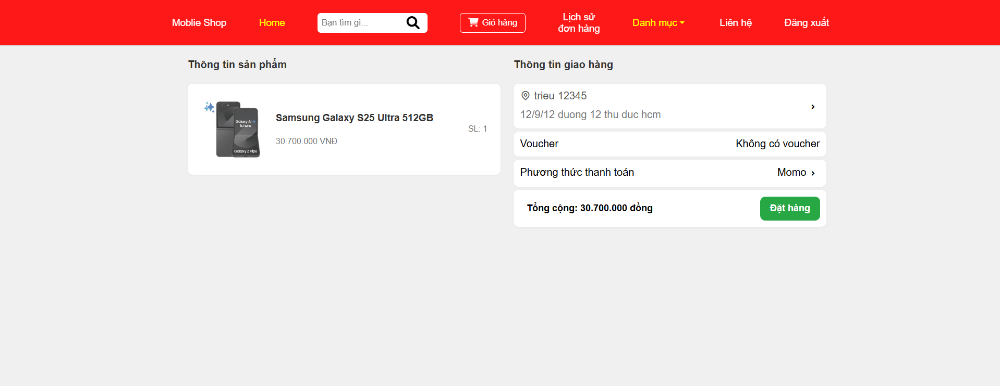 Moblie Shop
Home
Bạn tìm gì...
Giỏ hàng
Lịch sử
đơn hàng
Danh mục
Liên hệ
Đăng xuất
Thông tin sản phẩm
Galaxy AI
is here
Galaxy Z Flip6
Samsung Galaxy S25 Ultra 512GB
30.700.000 VNĐ
SL: 1
Thông tin giao hàng
trieu 12345
12/9/12 duong 12 thu duc hcm
Voucher
Không có voucher
Phương thức thanh toán
Momo
Tổng cộng: 30.700.000 đồng
Đặt hàng